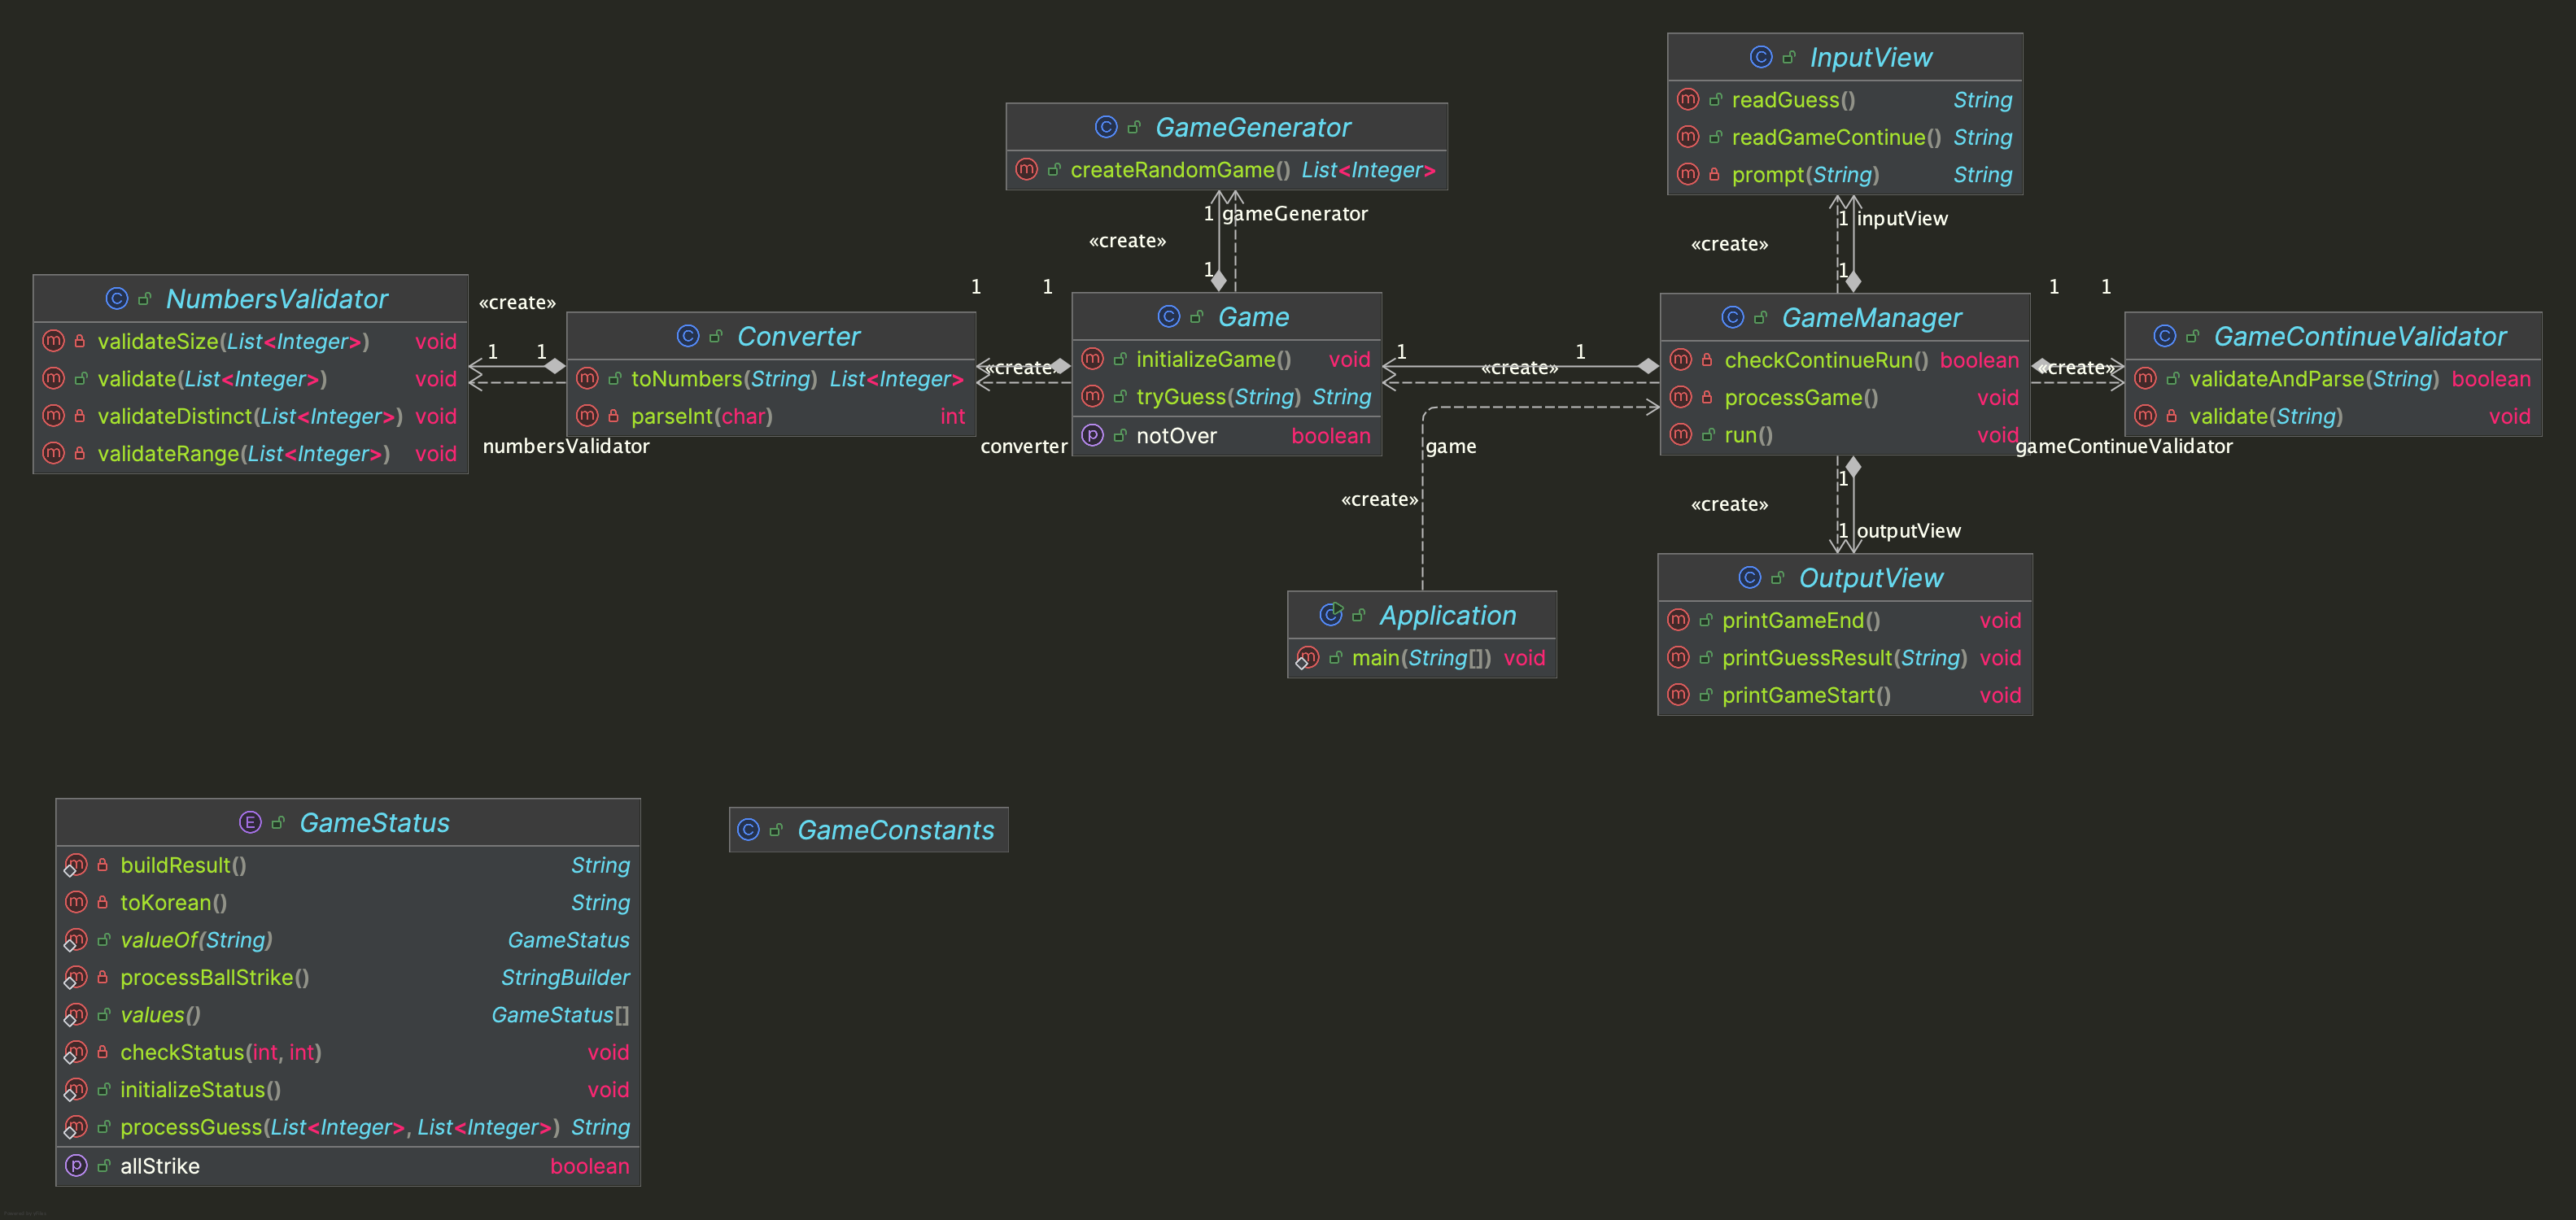 InputView
readGuess() String
readGameContinue() String
prompt(String) String
GameGenerator
createRandomGame() List<Integer>
1 gameGenerator
«create»
1
1 inputView
«create»
1
NumbersValidator
validateSize(List<Integer>) void
validate(List<Integer>) void
validateDistinct(List<Integer>) void
validateRange(List<Integer>) void
«create»
1 1
numbersValidator
Converter
toNumbers(String) List<Integer>
parseInt(char) int
1 1
«create»
converter
Game
initializeGame() void
tryGuess(String) String
notOver boolean
1 1
«create»
game
«create»
GameManager
checkContinueRun() boolean
processGame() void
run() void
1 1
«create»
gameContinueValidator
GameContinueValidator
validateAndParse(String) boolean
validate(String) void
1
«create»
1 outputView
Application
main(String[]) void
OutputView
printGameEnd() void
printGuessResult(String) void
printGameStart() void
GameStatus
buildResult() String
toKorean() String
valueOf(String) GameStatus
processBallStrike() StringBuilder
values() GameStatus[]
checkStatus(int, int) void
initializeStatus() void
processGuess(List<Integer>, List<Integer>) String
allStrike boolean
GameConstants